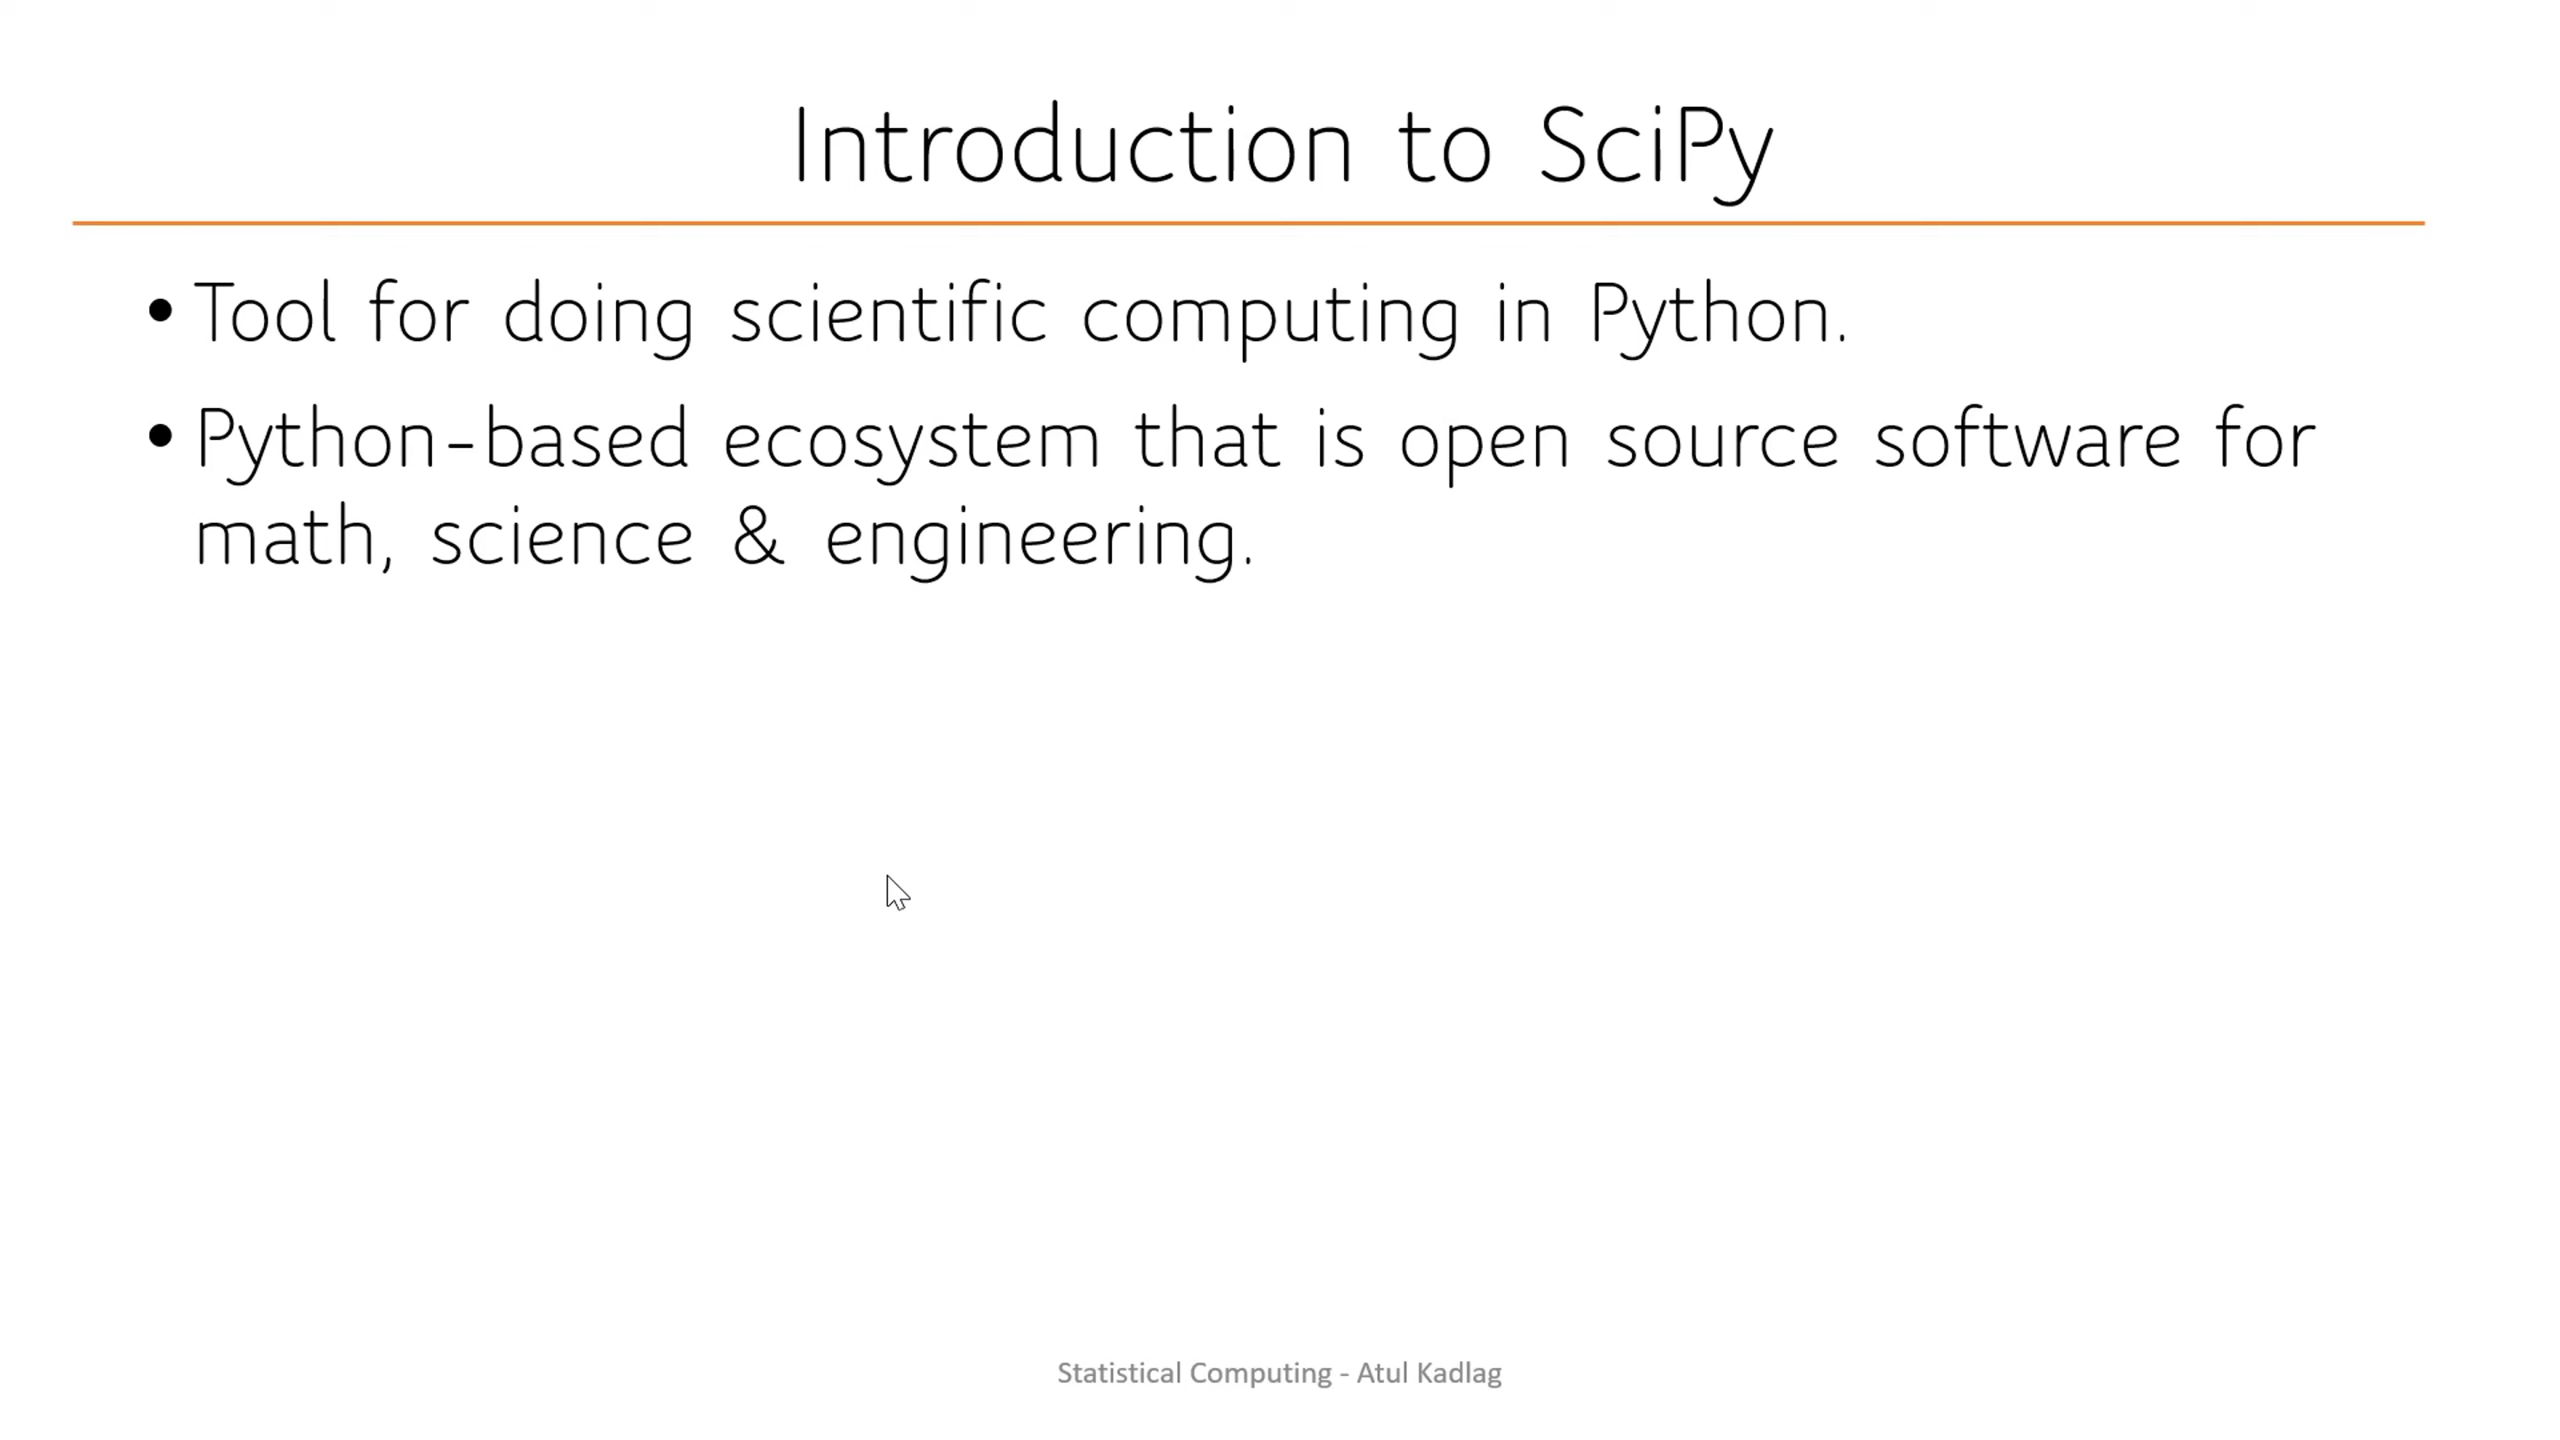 Introduction to SciPy
• Tool for doing scientific computing in Python.
• Python-based ecosystem that is open source software for
math, science & engineering.
Statistical Computing - Atul Kadlag